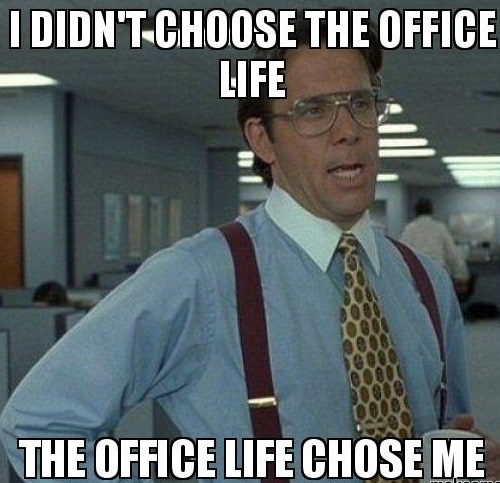 I DIDN'T CHOOSE THE OFFICE
LIFE
THE OFFICE LIFE CHOSE ME